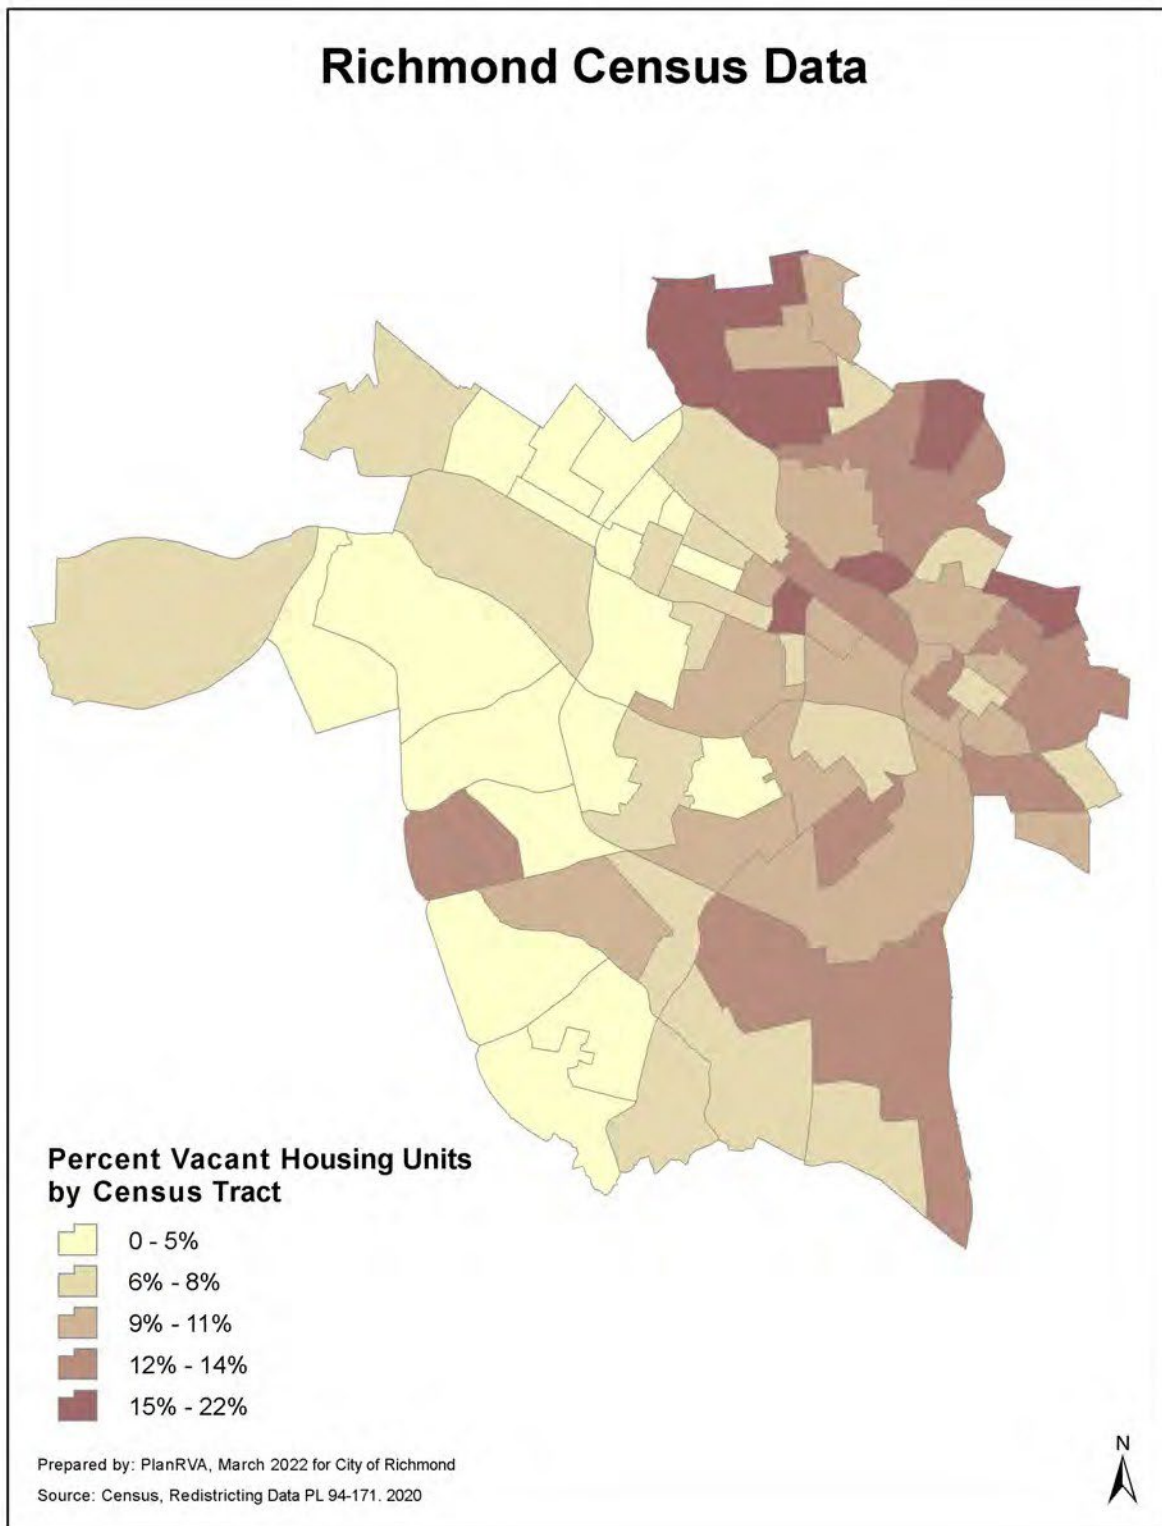 Richmond Census Data
Percent Vacant Housing Units
by Census Tract
0 - 5%
6% - 8%
9% - 11%
12% - 14%
15% - 22%
Prepared by: PlanRVA, March 2022 for City of Richmond
Source: Census, Redistricting Data PL 94-171. 2020
N